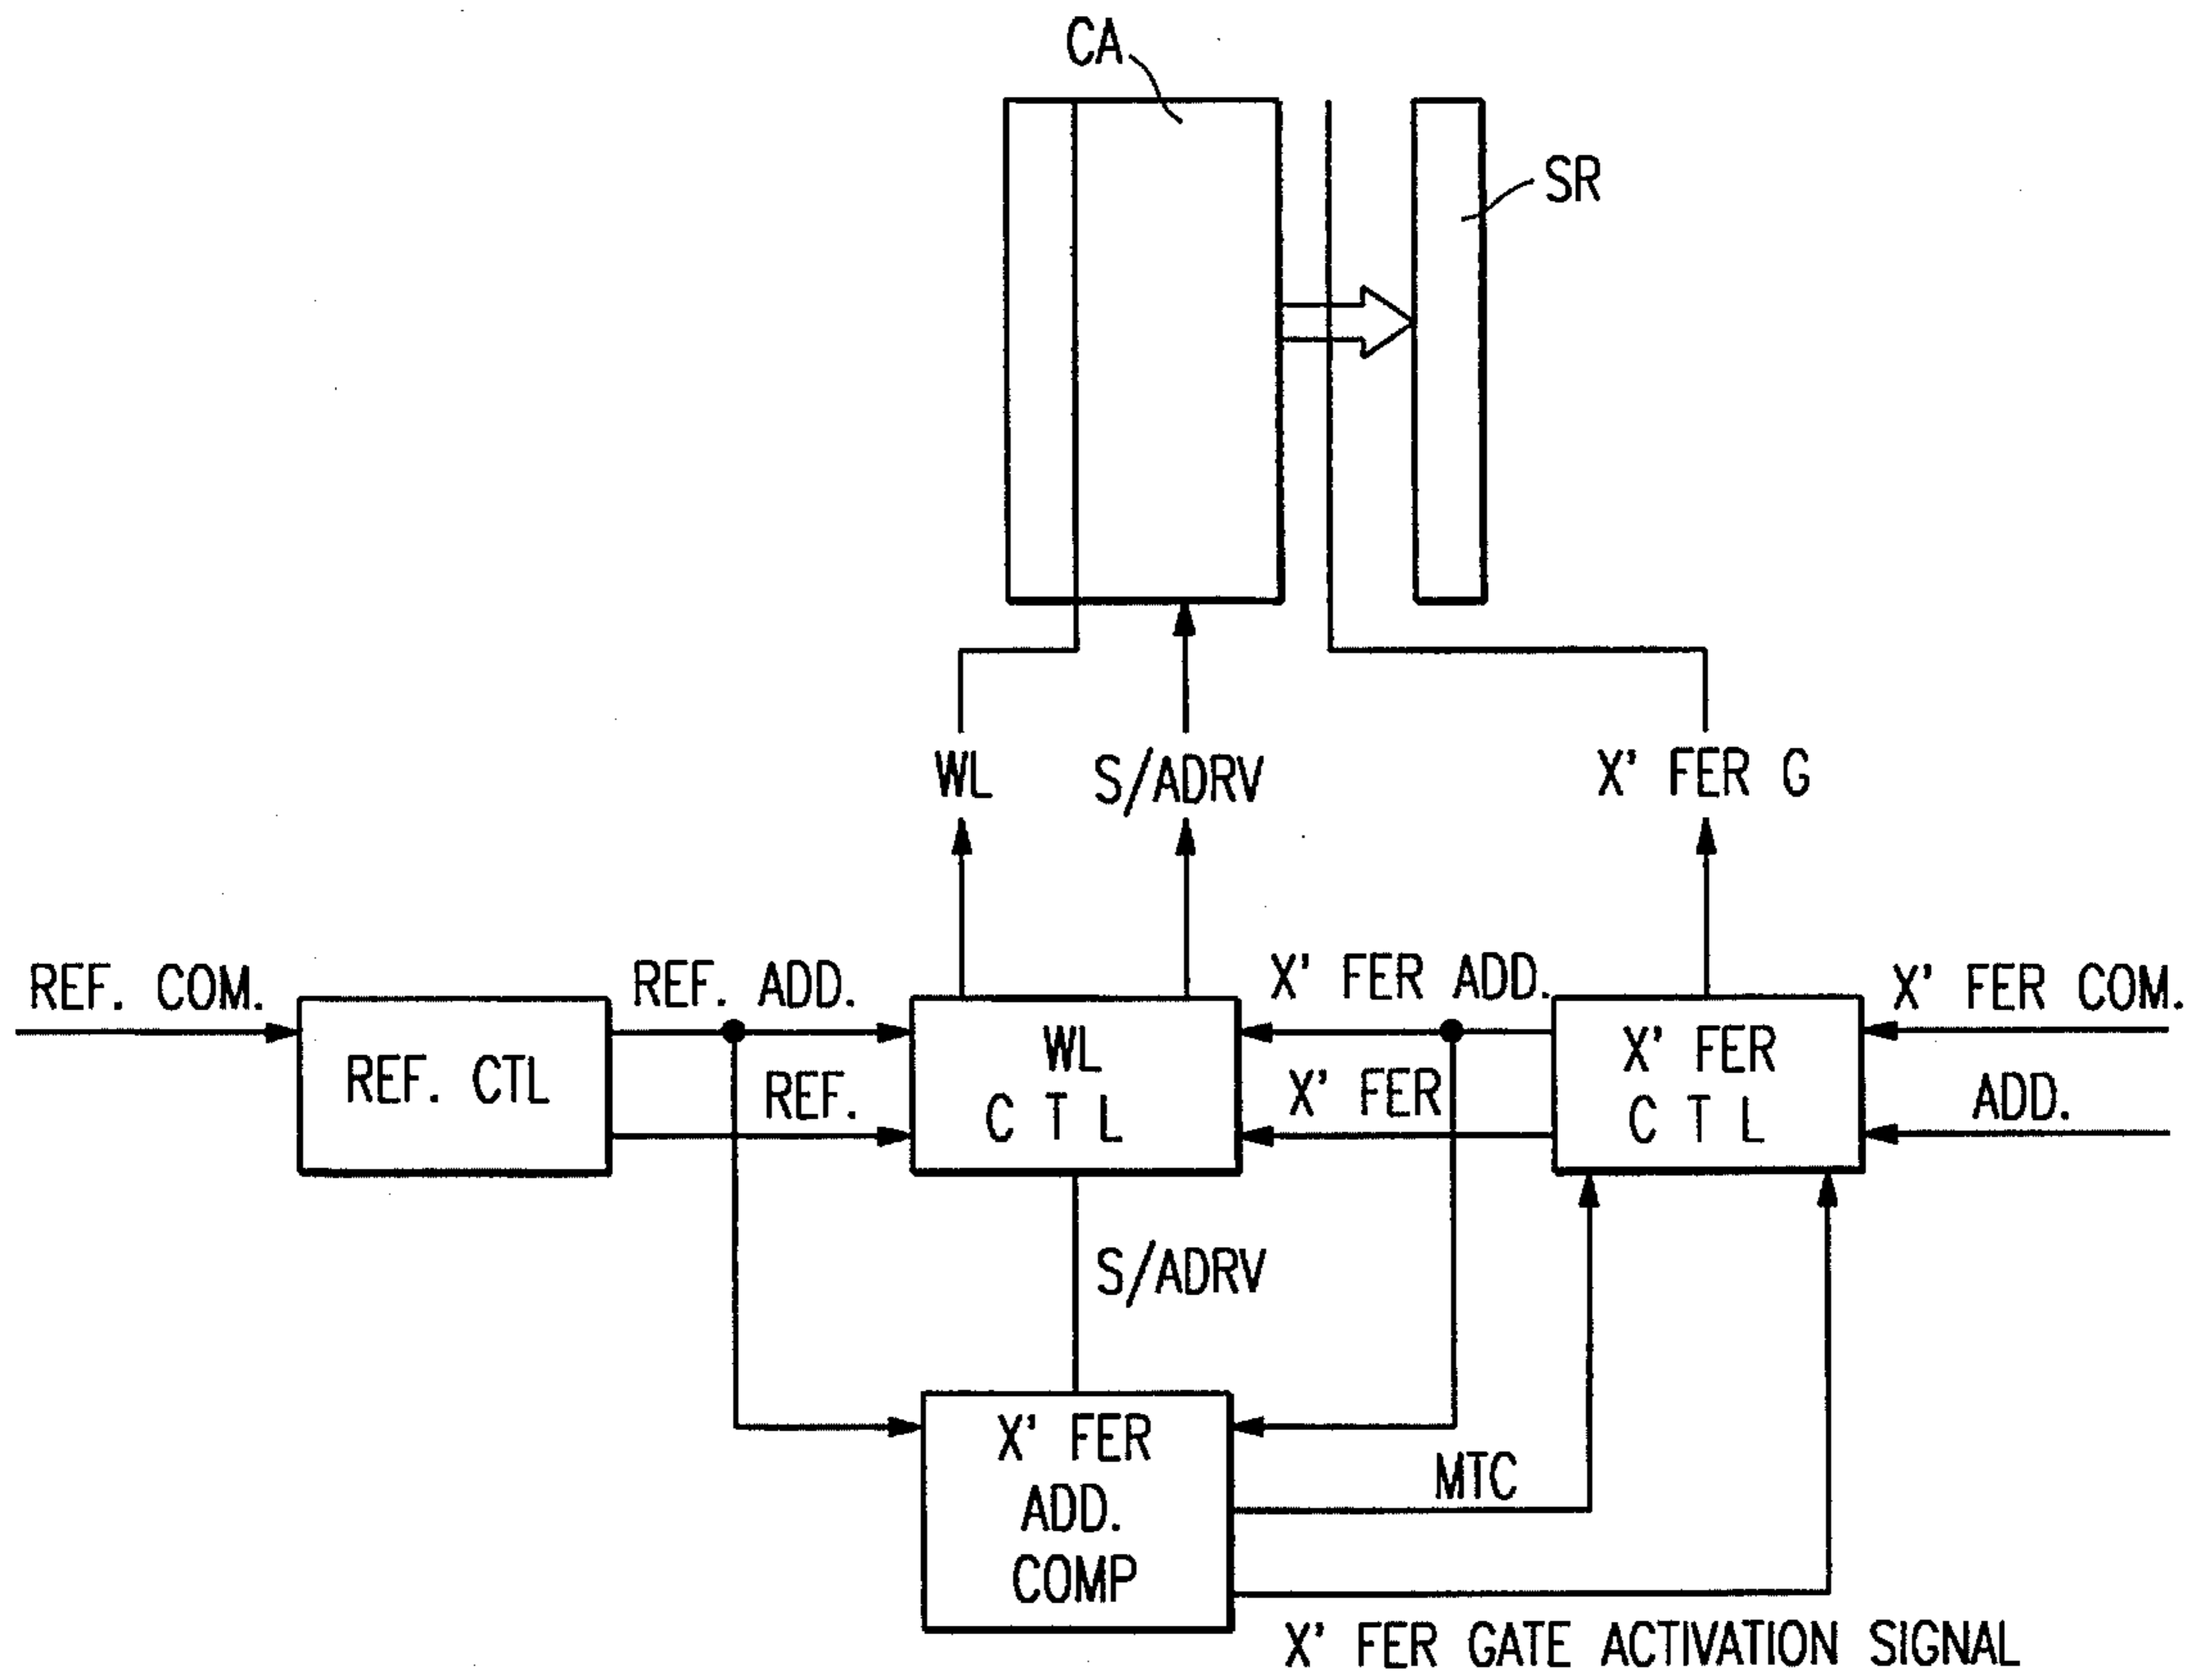 CA
SR
WL
S/ADRV
X' FER G
REF. COM.
REF. ADD.
X' FER ADD.
X' FER COM.
REF. CTL
REF.
WL
C T L
X' FER
X' FER
C T L
ADD.
S/ADRV
X' FER
ADD.
COMP
MTC
X' FER GATE ACTIVATION SIGNAL